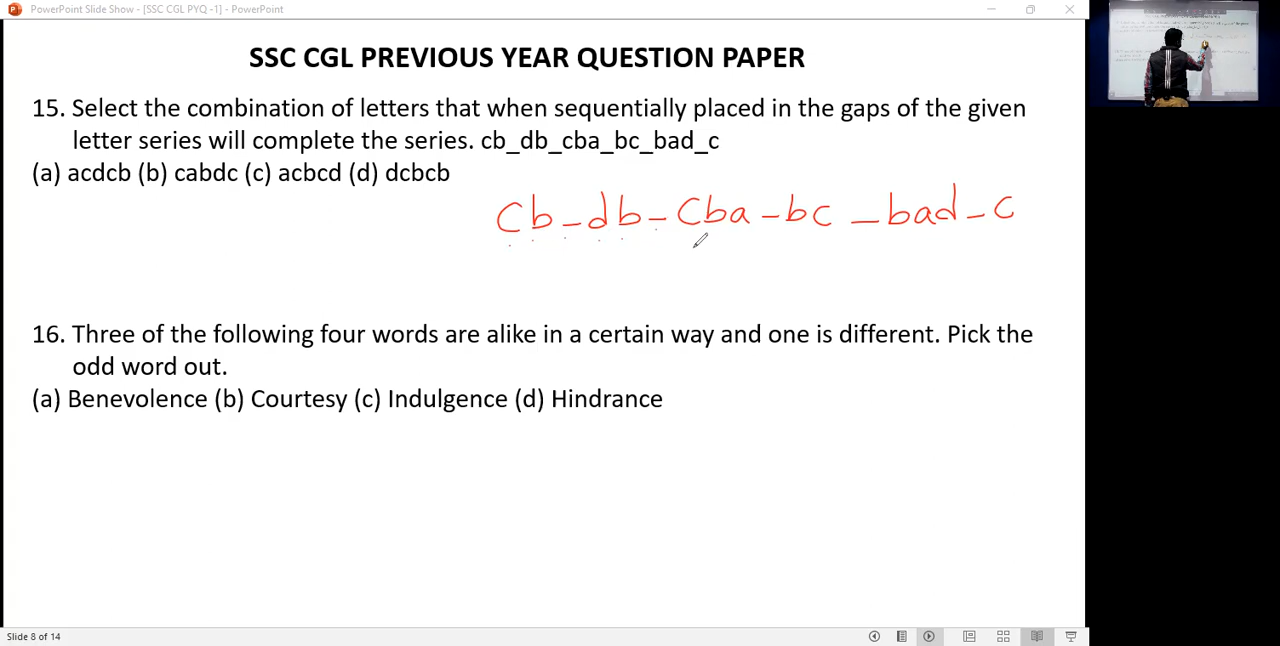 PowerPoint Slide Show - [SSC CGL PYQ -1] - PowerPoint
SSC CGL PREVIOUS YEAR QUESTION PAPER
15. Select the combination of letters that when sequentially placed in the gaps of the given
letter series will complete the series. cb_db_cba_bc_bad_c
(a) acdcb (b) cabdc (c) acbcd (d) dcbcb
Cb_db_Cba_bc_bad_c
16. Three of the following four words are alike in a certain way and one is different. Pick the
odd word out.
(a) Benevolence (b) Courtesy (c) Indulgence (d) Hindrance
Slide 8 of 14